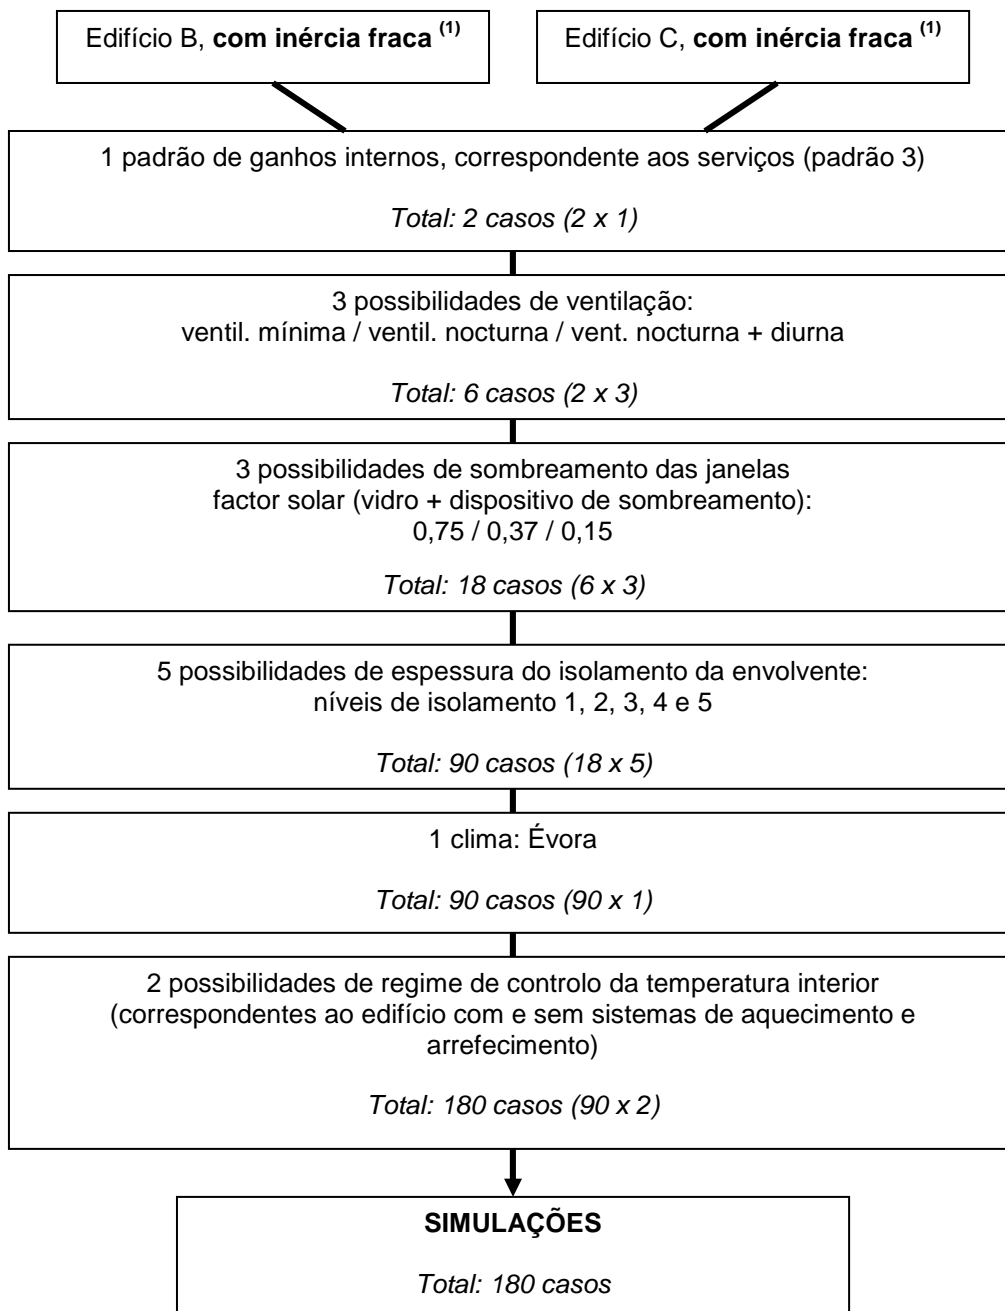 Edifício B, com inércia fraca (1)
Edifício C, com inércia fraca (1)
1 padrão de ganhos internos, correspondente aos serviços (padrão 3)
Total: 2 casos (2 x 1)
3 possibilidades de ventilação:
ventil. mínima / ventil. nocturna / vent. nocturna + diurna
Total: 6 casos (2 x 3)
3 possibilidades de sombreamento das janelas
factor solar (vidro + dispositivo de sombreamento):
0,75 / 0,37 / 0,15
Total: 18 casos (6 x 3)
5 possibilidades de espessura do isolamento da envolvente:
níveis de isolamento 1, 2, 3, 4 e 5
Total: 90 casos (18 x 5)
1 clima: Évora
Total: 90 casos (90 x 1)
2 possibilidades de regime de controlo da temperatura interior
(correspondentes ao edifício com e sem sistemas de aquecimento e
arrefecimento)
Total: 180 casos (90 x 2)
SIMULAÇÕES
Total: 180 casos